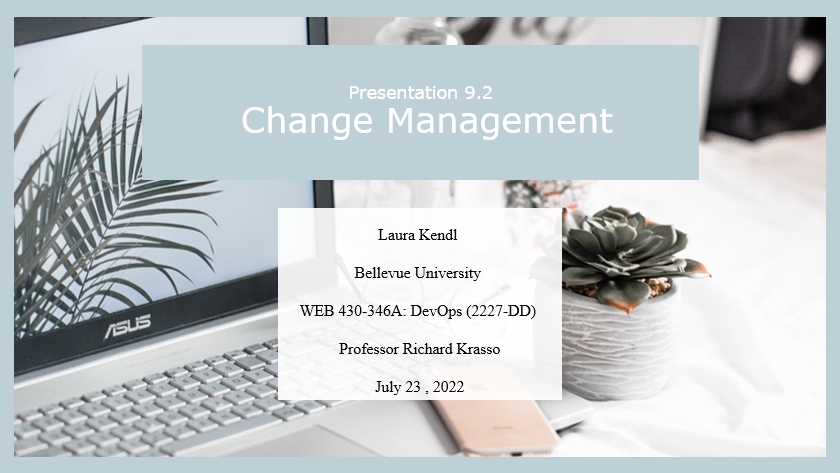 Presentation 9.2
Change Management
Laura Kendl
Bellevue University
WEB 430-346A: DevOps (2227-DD)
Professor Richard Krasso
July 23 , 2022
ASUS